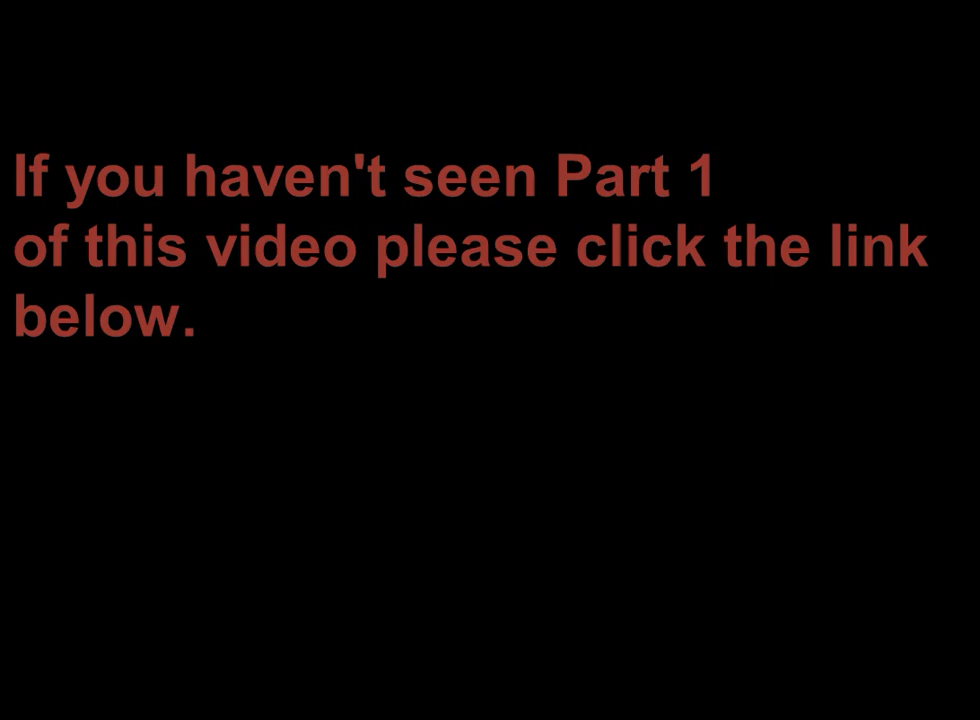 If you haven't seen Part 1
of this video please click the link
below.